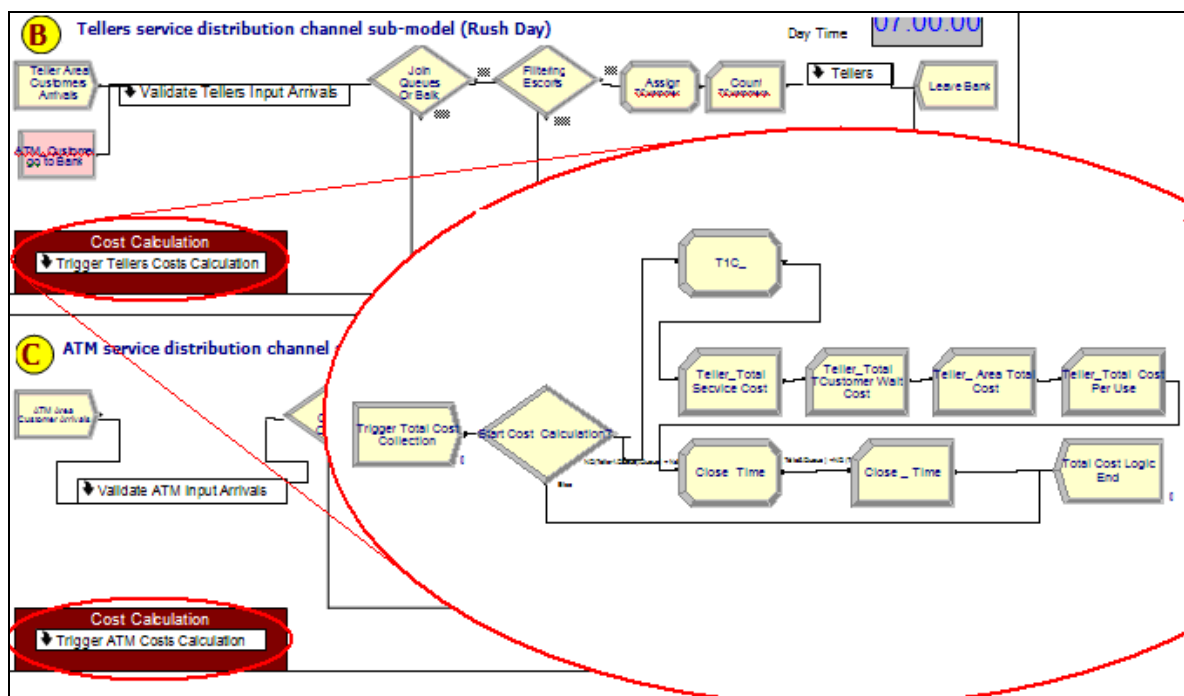 B
Tellers service distribution channel sub-model (Rush Day)
Day Time
07:00:00
Teller Area
Customers
Arrivals
Validate Tellers Input Arrivals
Join
Queues
Or Balk
Filtering
Escorts
Assign
Count
Tellers
Leave Bank
ATM_Customer
go to Bank
Cost Calculation
Trigger Tellers Costs Calculation
T1C_
C
ATM service distribution channel
Teller_Total
Service Cost
Teller_Total
TCustomer Wait
Cost
Teller_ Area Total
Cost
Teller_Total Cost
Per Use
ATM Area
Customer Arrivals
Trigger Total Cost
Collection
Start Cost Calculation?
Else
Close Time
Close _ Time
Total Cost Logic
End
Validate ATM Input Arrivals
Cost Calculation
Trigger ATM Costs Calculation